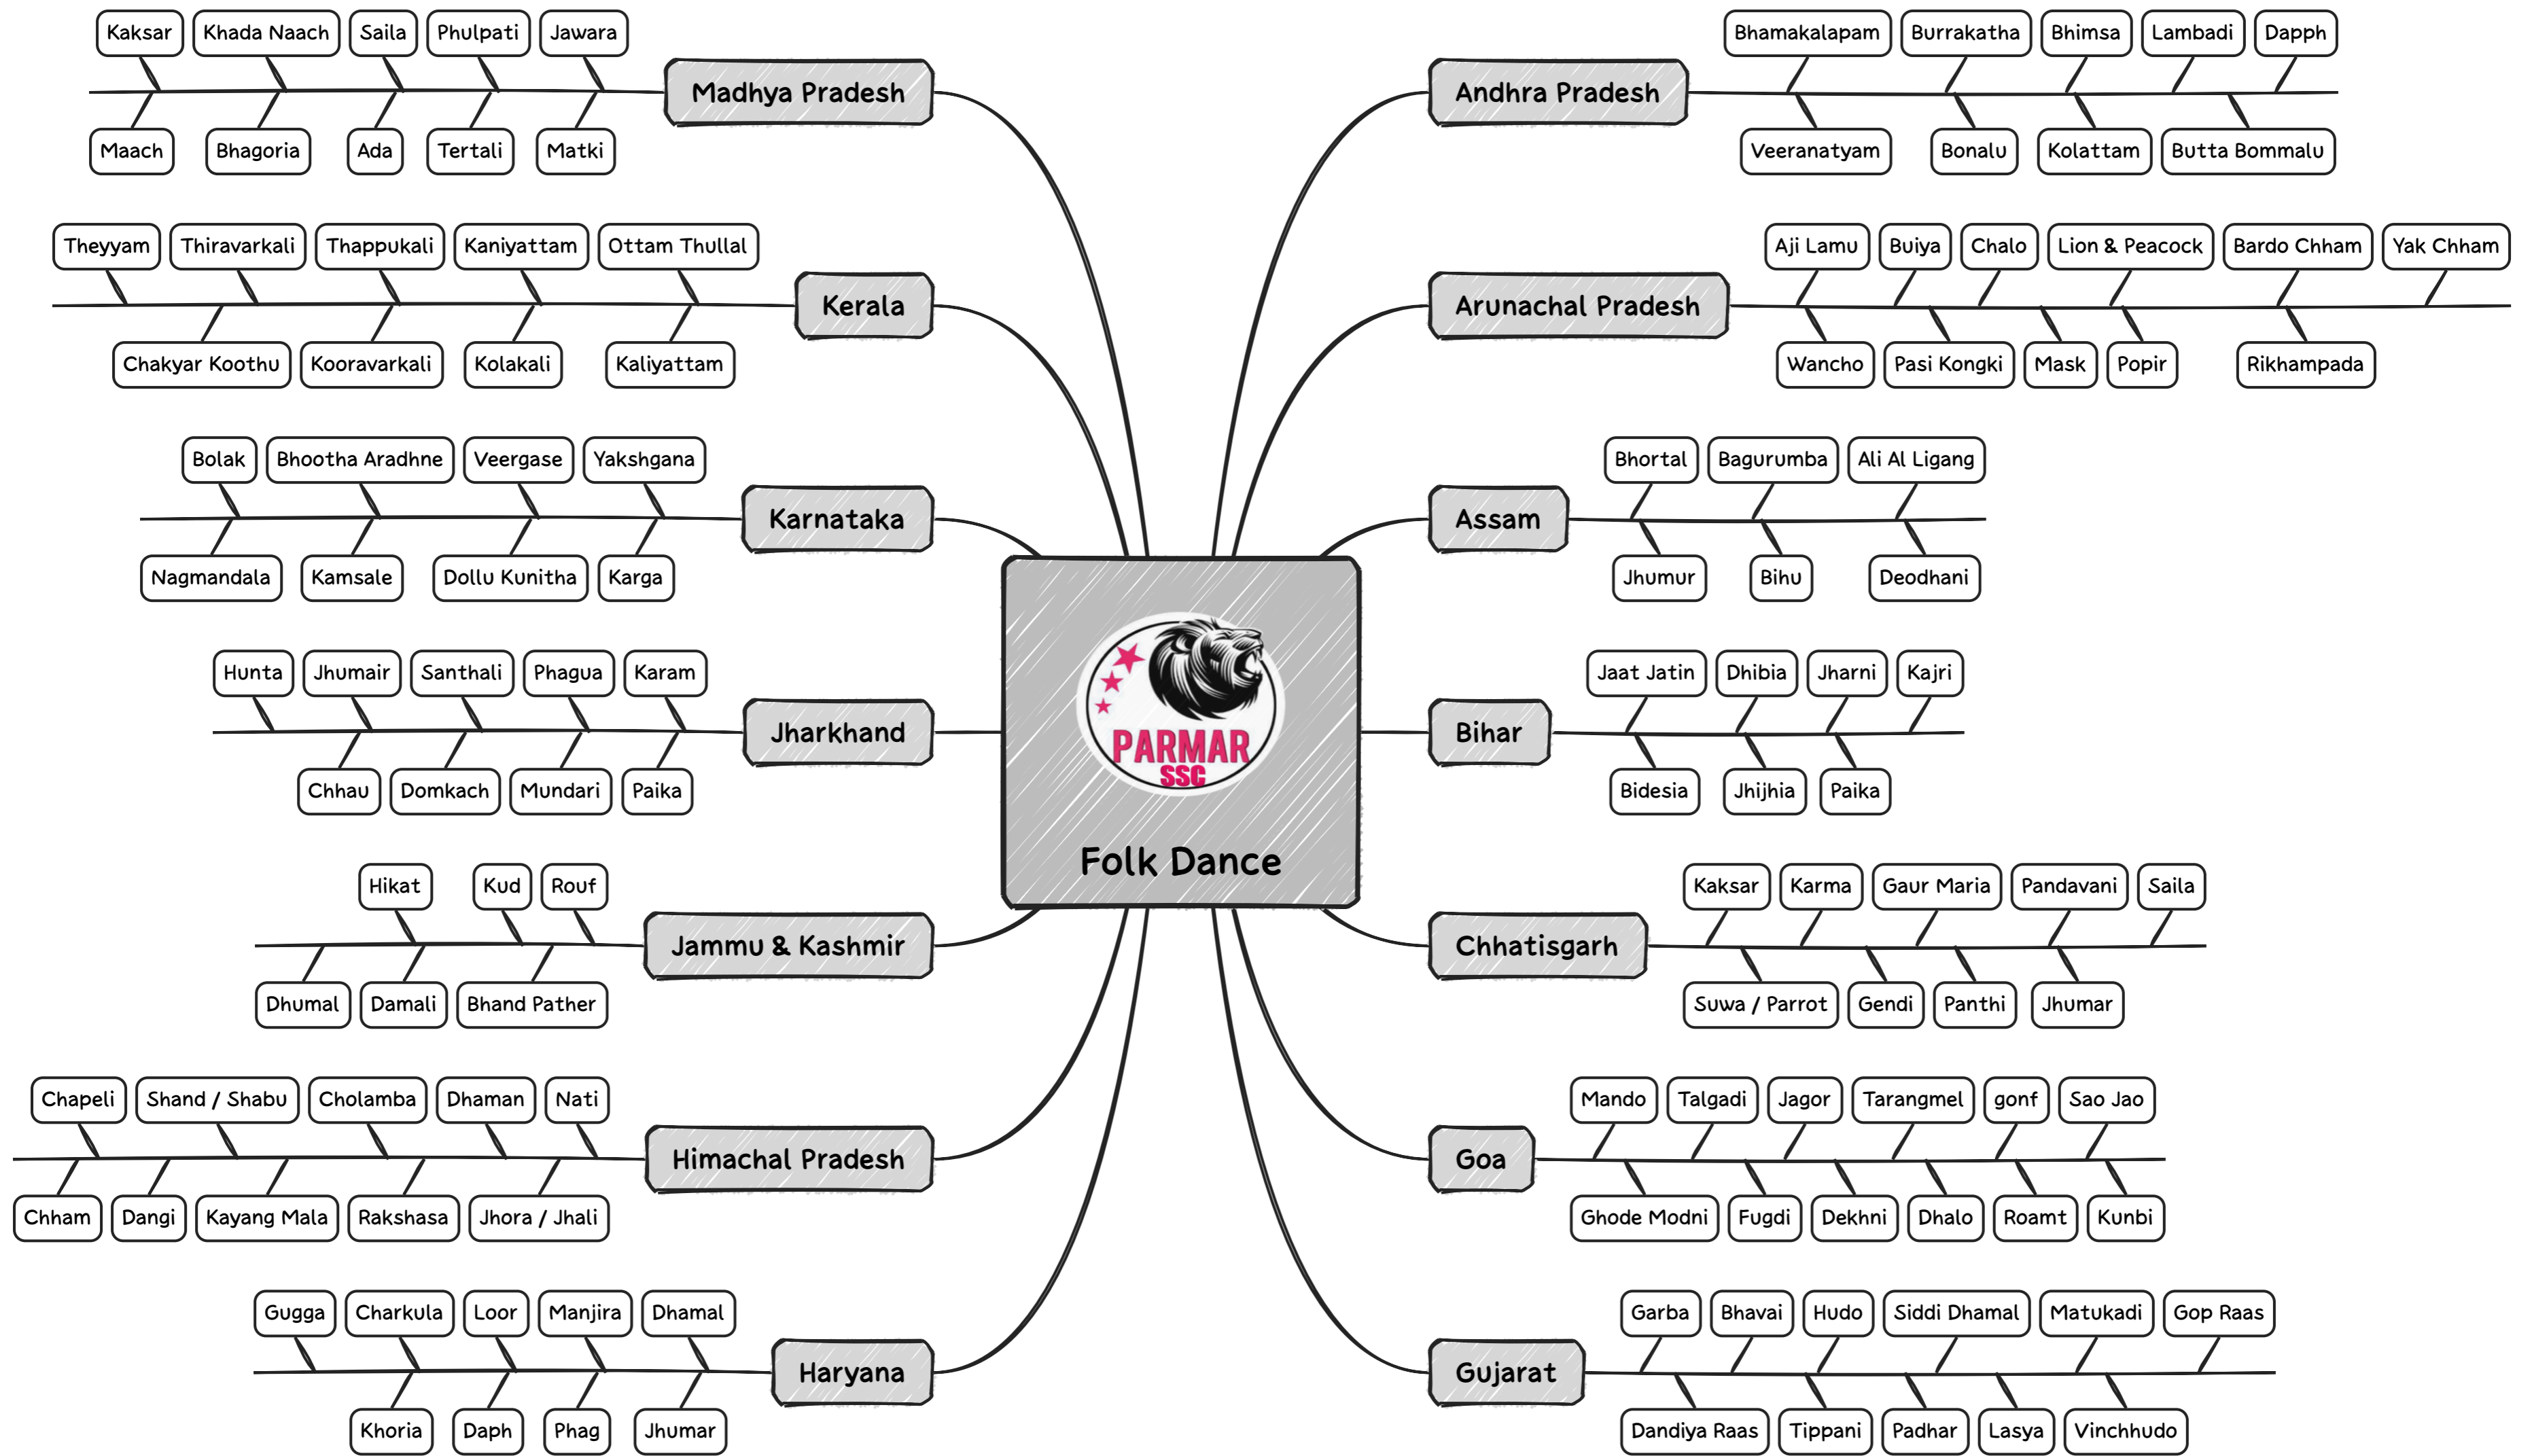 Kaksar Khada Naach Saila Phulpati Jawara
Madhya Pradesh
Maach Bhagoria Ada Tertali Matki
Theyyam Thiravarkali Thappukali Kaniyattam Ottam Thullal
Kerala
Chakyar Koothu Kooravarkali Kolakali Kaliyattam
Bolak Bhootha Aradhne Veergase Yakshgana
Karnataka
Nagmandala Kamsale Dollu Kunitha Karga
Hunta Jhumair Santhali Phagua Karam
Jharkhand
Chhau Domkach Mundari Paika
Hikat Kud Rouf
Jammu & Kashmir
Dhumal Damali Bhand Pather
Chapeli Shand / Shabu Cholamba Dhaman Nati
Himachal Pradesh
Chham Dangi Kayang Mala Rakshasa Jhora / Jhali
Gugga Charkula Loor Manjira Dhamal
Haryana
Khoria Daph Phag Jhumar
PARMAR
SSC
Folk Dance
Bhamakalapam Burrakatha Bhimsa Lambadi Dapph
Andhra Pradesh
Veeranatyam Bonalu Kolattam Butta Bommalu
Aji Lamu Buiya Chalo Lion & Peacock Bardo Chham Yak Chham
Arunachal Pradesh
Wancho Pasi Kongki Mask Popir Rikhampada
Bhortal Bagurumba Ali Al Ligang
Assam
Jhumur Bihu Deodhani
Jaat Jatin Dhibia Jharni Kajri
Bihar
Bidesia Jhijhia Paika
Kaksar Karma Gaur Maria Pandavani Saila
Chhatisgarh
Suwa / Parrot Gendi Panthi Jhumar
Mando Talgadi Jagor Tarangmel gonf Sao Jao
Goa
Ghode Modni Fugdi Dekhni Dhalo Roamt Kunbi
Garba Bhavai Hudo Siddi Dhamal Matukadi Gop Raas
Gujarat
Dandiya Raas Tippani Padhar Lasya Vinchhudo